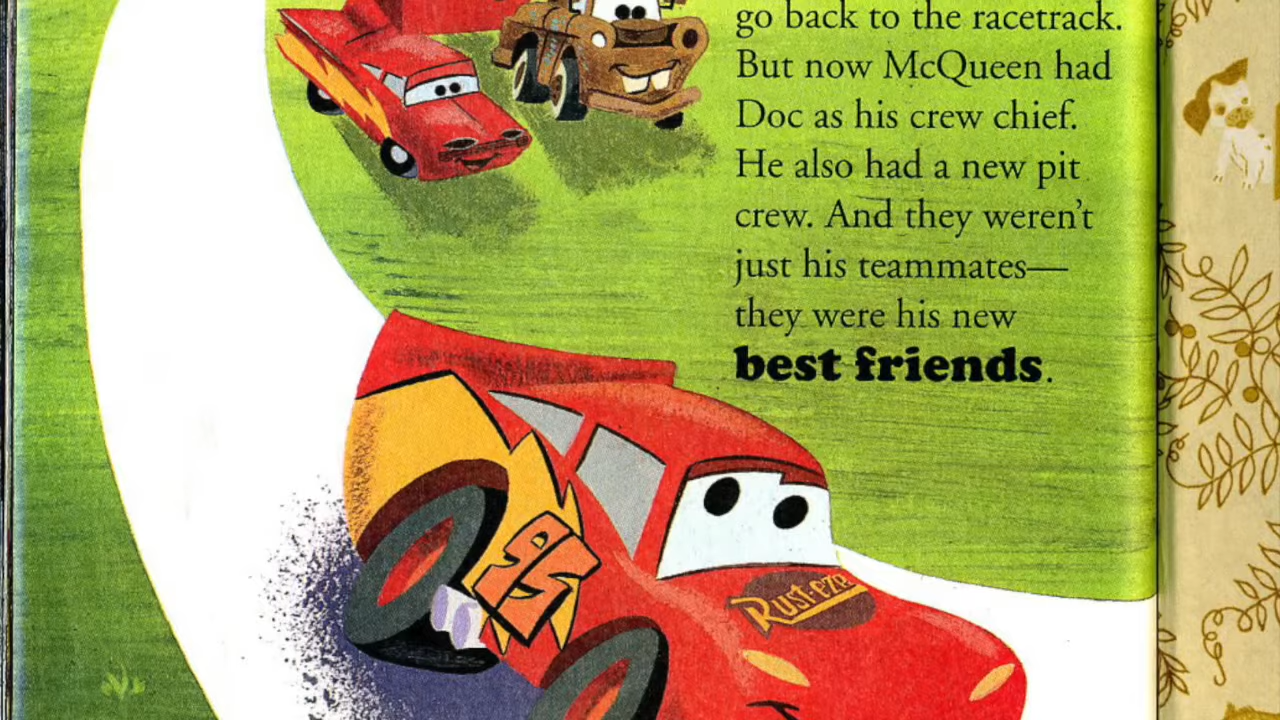 go back to the racetrack.
But now McQueen had
Doc as his crew chief.
He also had a new pit
crew. And they weren't
just his teammates—
they were his new
best friends.
95
Rust-eze